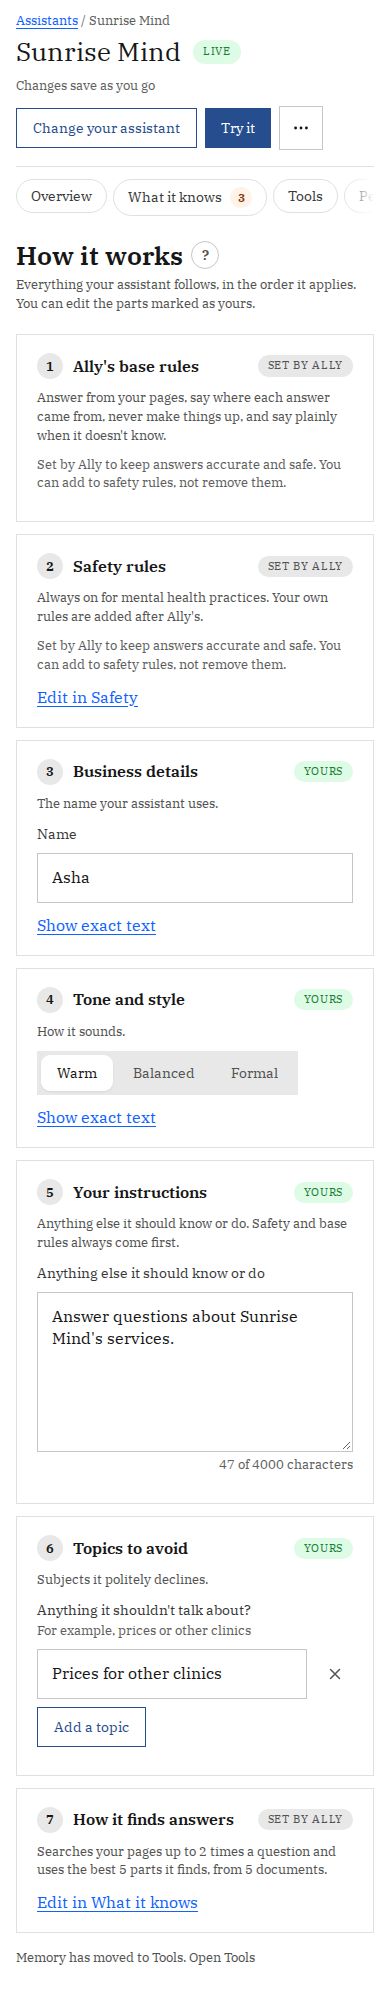 Assistants / Sunrise Mind
Sunrise Mind LIVE
Changes save as you go
Change your assistant Try it ...
Overview What it knows 3 Tools Pe
How it works ?
Everything your assistant follows, in the order it applies.
You can edit the parts marked as yours.
1 Ally's base rules SET BY ALLY
Answer from your pages, say where each answer
came from, never make things up, and say plainly
when it doesn't know.
Set by Ally to keep answers accurate and safe. You
can add to safety rules, not remove them.
2 Safety rules SET BY ALLY
Always on for mental health practices. Your own
rules are added after Ally's.
Set by Ally to keep answers accurate and safe. You
can add to safety rules, not remove them.
Edit in Safety
3 Business details YOURS
The name your assistant uses.
Name
Asha
Show exact text
4 Tone and style YOURS
How it sounds.
Warm Balanced Formal
Show exact text
5 Your instructions YOURS
Anything else it should know or do. Safety and base
rules always come first.
Anything else it should know or do
Answer questions about Sunrise
Mind's services.
47 of 4000 characters
6 Topics to avoid YOURS
Subjects it politely declines.
Anything it shouldn't talk about?
For example, prices or other clinics
Prices for other clinics
Add a topic
7 How it finds answers SET BY ALLY
Searches your pages up to 2 times a question and
uses the best 5 parts it finds, from 5 documents.
Edit in What it knows
Memory has moved to Tools. Open Tools